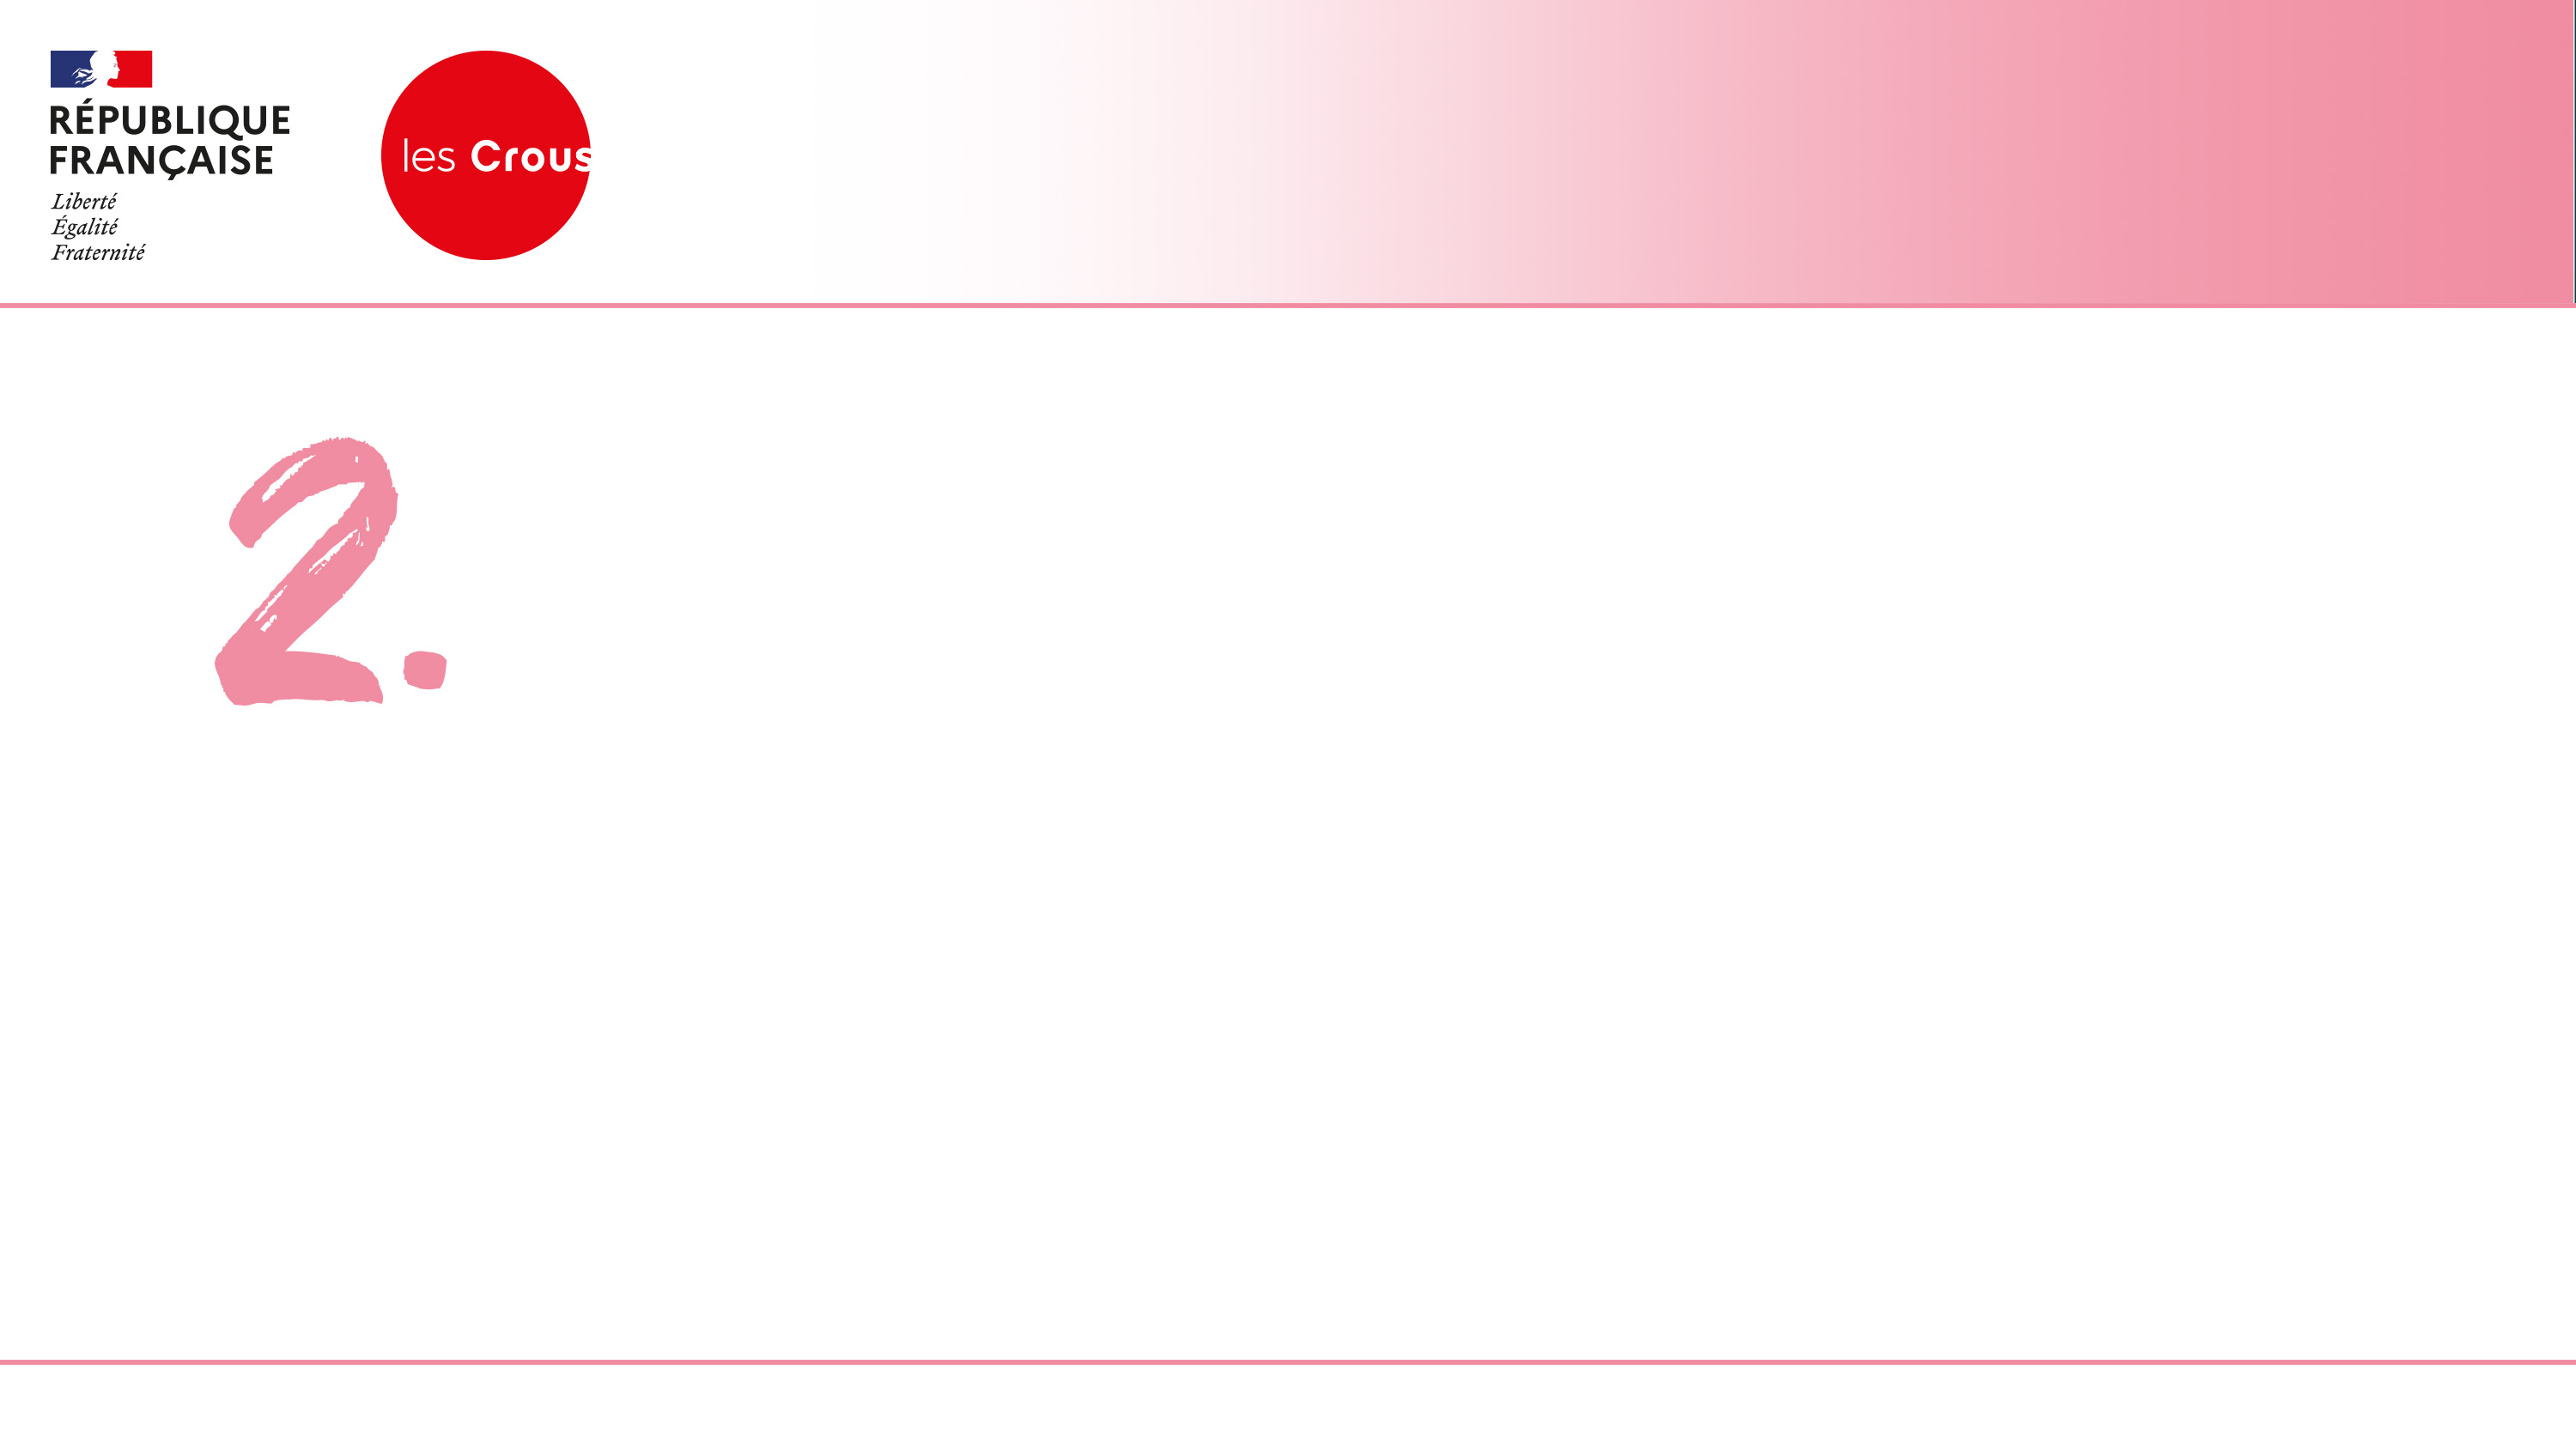 RÉPUBLIQUE
FRANÇAISE
Liberté
Égalité
Fraternité
les Crous
2.